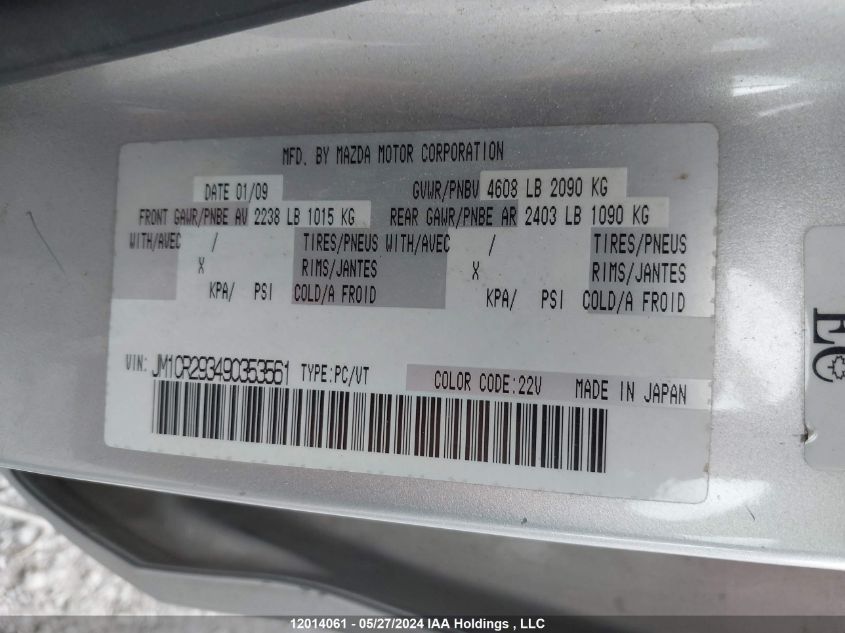 MFD. BY MAZDA MOTOR CORPORATION
DATE 01/09 GVWR/PNBV 4608 LB 2090 KG
FRONT GAWR/PNBE AV 2238 LB 1015 KG REAR GAWR/PNBE AR 2403 LB 1090 KG
WITH/AVEC / TIRES/PNEUS WITH/AVEC / TIRES/PNEUS
X RIMS/JANTES X RIMS/JANTES
KPA/ PSI COLD/A FROID KPA/ PSI COLD/A FROID
VIN: JM1CR293490353561 TYPE:PC/VT COLOR CODE:22V MADE IN JAPAN
EC
12014061 - 05/27/2024 IAA Holdings , LLC